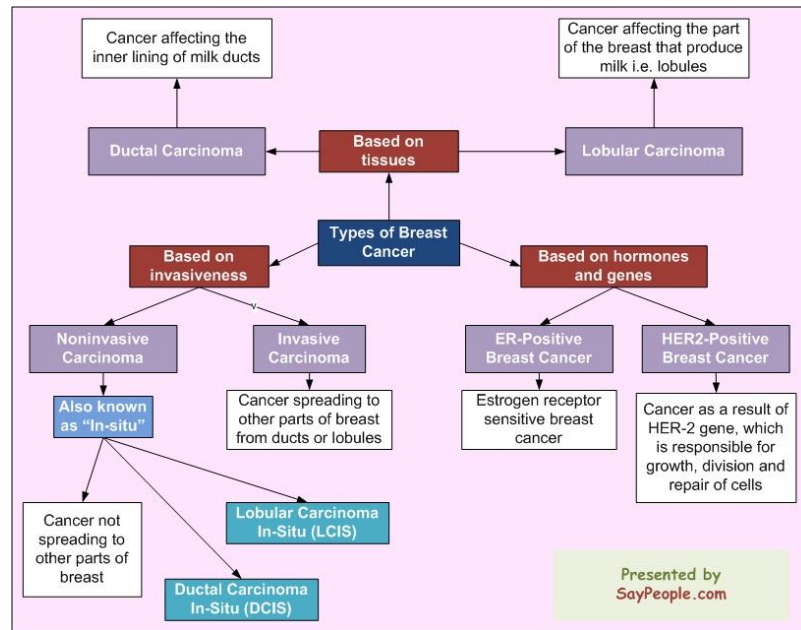 Cancer affecting the
inner lining of milk ducts
Cancer affecting the part
of the breast that produce
milk i.e. lobules
Ductal Carcinoma
Based on
tissues
Lobular Carcinoma
Types of Breast
Cancer
Based on
invasiveness
Based on hormones
and genes
Noninvasive
Carcinoma
Invasive
Carcinoma
ER-Positive
Breast Cancer
HER2-Positive
Breast Cancer
Also known
as “In-situ”
Cancer spreading to
other parts of breast
from ducts or lobules
Estrogen receptor
sensitive breast
cancer
Cancer as a result of
HER-2 gene, which
is responsible for
growth, division and
repair of cells
Cancer not
spreading to
other parts of
breast
Lobular Carcinoma
In-Situ (LCIS)
Ductal Carcinoma
In-Situ (DCIS)
Presented by
SayPeople.com